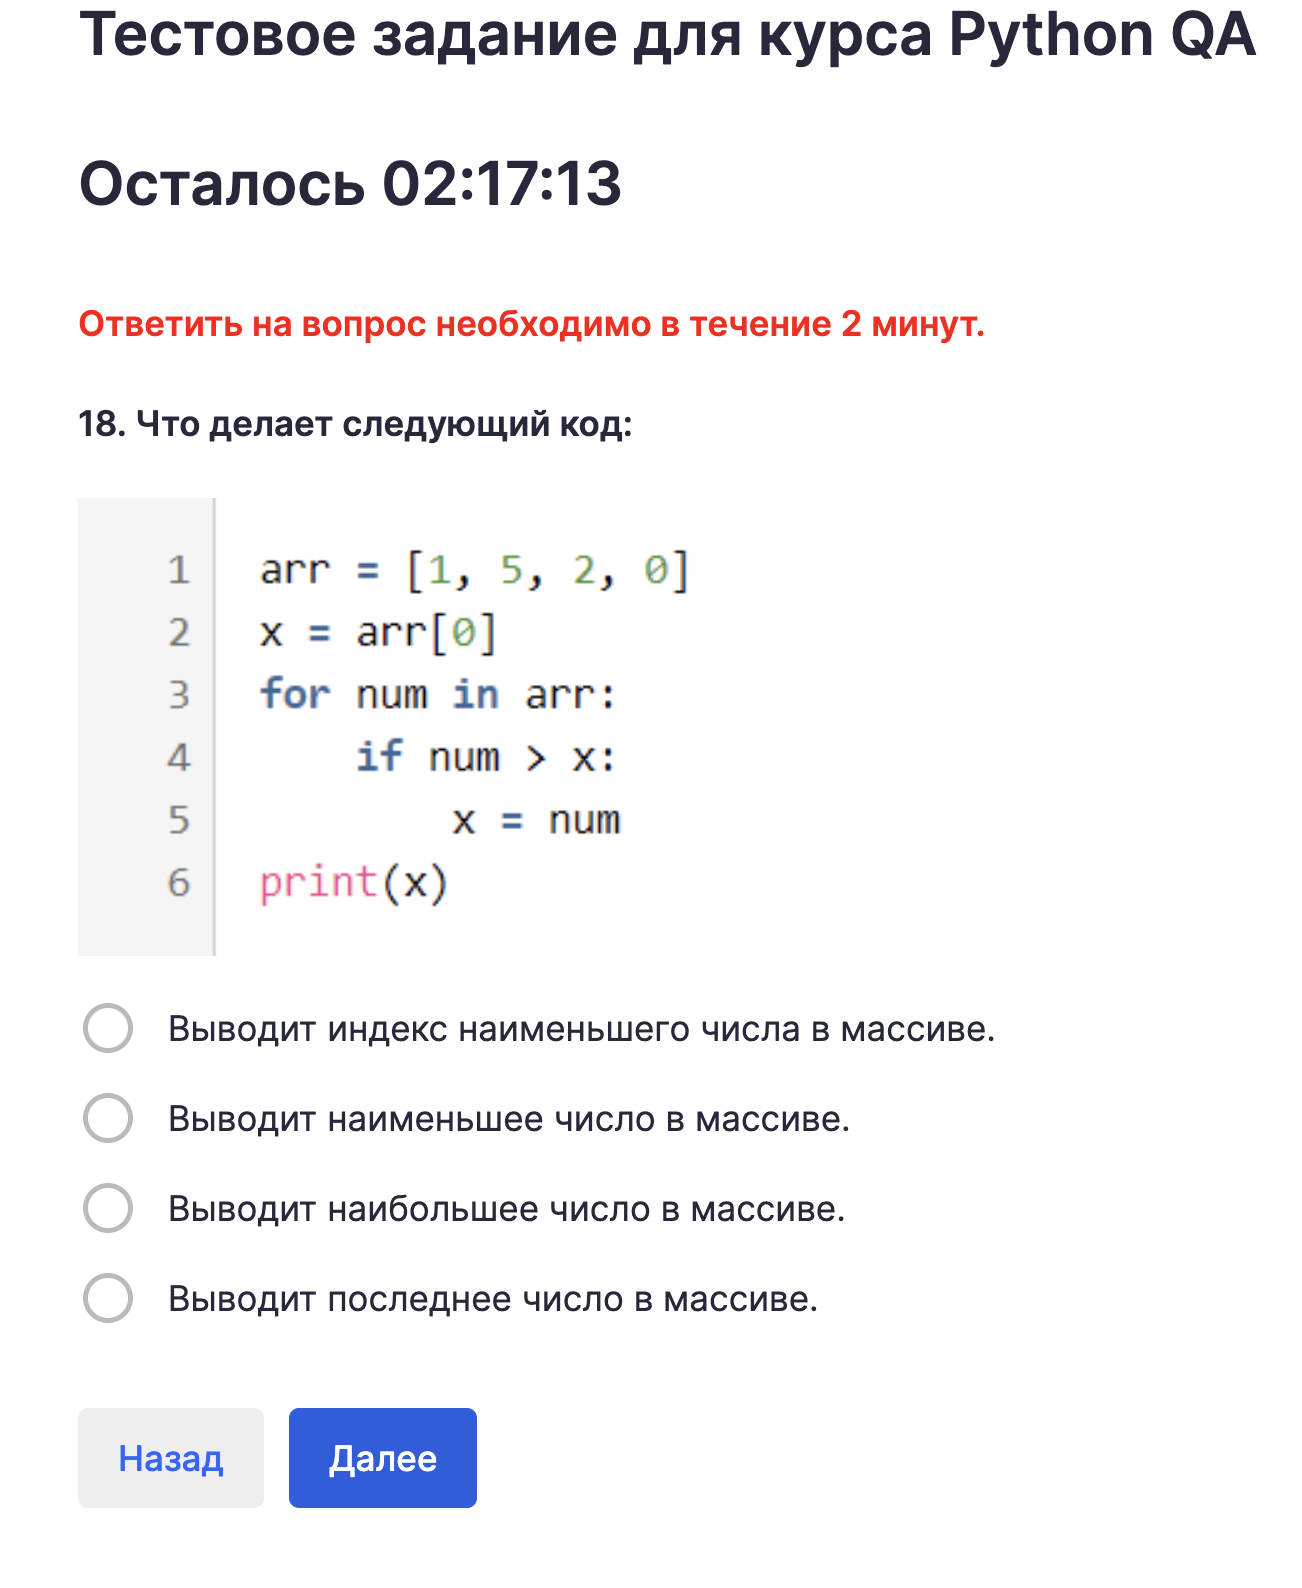 Тестовое задание для курса Python QA
Осталось 02:17:13
Ответить на вопрос необходимо в течение 2 минут.
18. Что делает следующий код:
1 arr = [1, 5, 2, 0]
2 x = arr[0]
3 for num in arr:
4     if num > x:
5         x = num
6 print(x)
Выводит индекс наименьшего числа в массиве.
Выводит наименьшее число в массиве.
Выводит наибольшее число в массиве.
Выводит последнее число в массиве.
Назад Далее